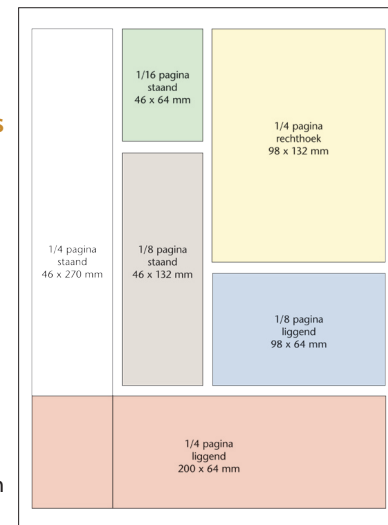 1/16 pagina
staand
46 x 64 mm
1/4 pagina
rechthoek
98 x 132 mm
1/4 pagina
staand
46 x 270 mm
1/8 pagina
staand
46 x 132 mm
1/8 pagina
liggend
98 x 64 mm
1/4 pagina
liggend
200 x 64 mm